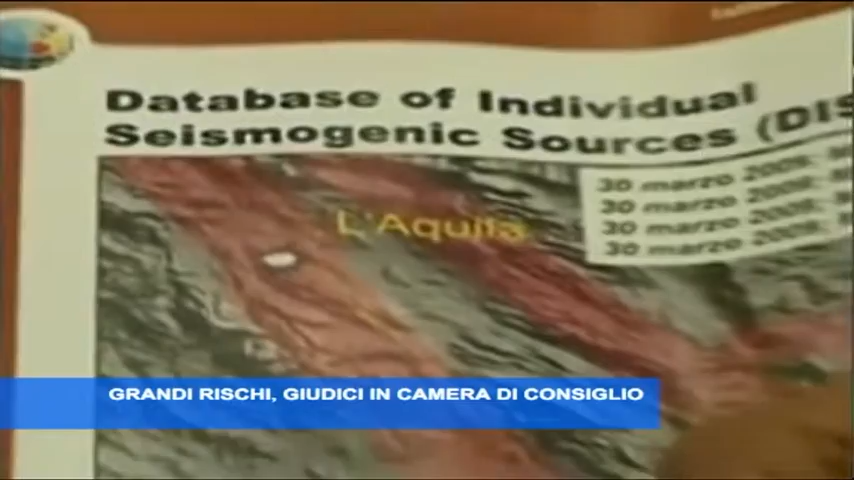 Database of Individual
Seismogenic Sources (DIS
L'Aquila
30 marzo 2009;
30 marzo 2009;
30 marzo 2009;
30 marzo 2009;
GRANDI RISCHI, GIUDICI IN CAMERA DI CONSIGLIO